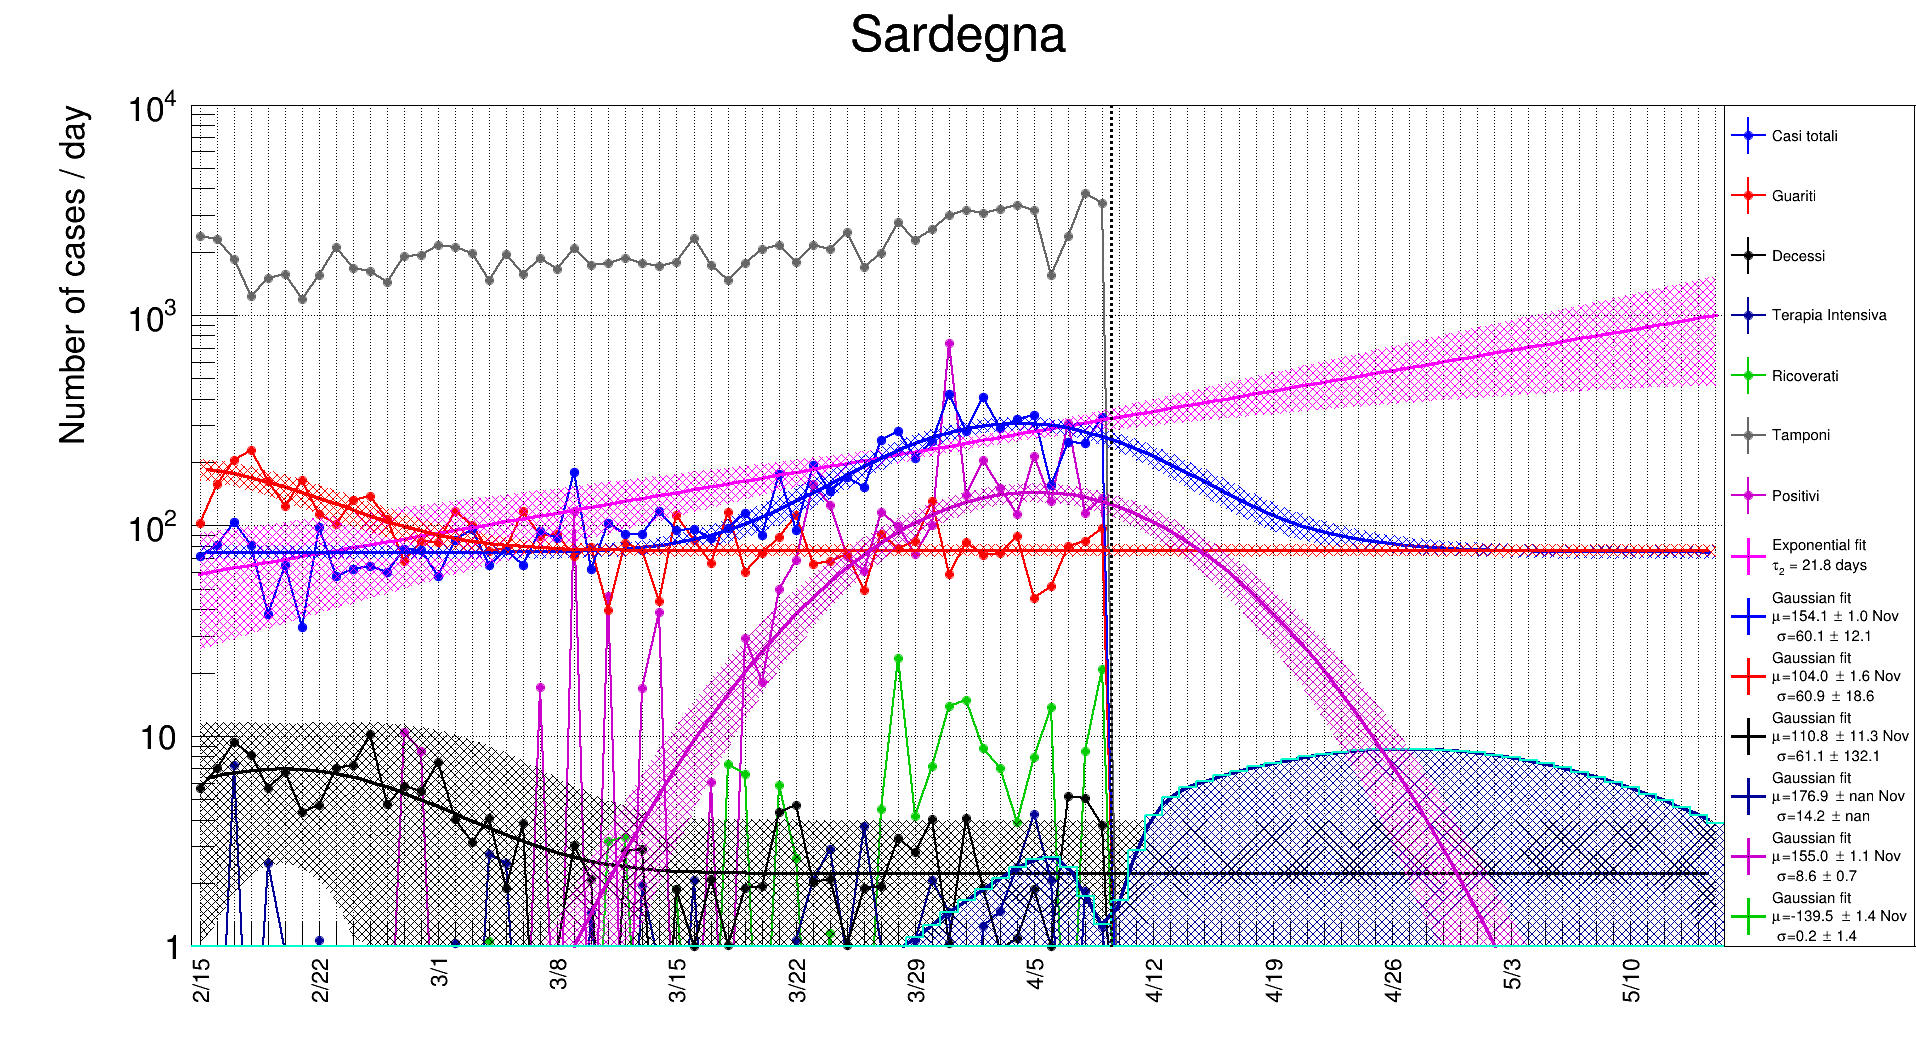 Sardegna
Number of cases / day
10^4
10^3
10^2
10
1
2/15
2/22
3/1
3/8
3/15
3/22
3/29
4/5
4/12
4/19
4/26
5/3
5/10
Casi totali
Guariti
Decessi
Terapia Intensiva
Ricoverati
Tamponi
Positivi
Exponential fit
τ2 = 21.8 days
Gaussian fit
μ=154.1 ± 1.0 Nov
σ=60.1 ± 12.1
Gaussian fit
μ=104.0 ± 1.6 Nov
σ=60.9 ± 18.6
Gaussian fit
μ=110.8 ± 11.3 Nov
σ=61.1 ± 132.1
Gaussian fit
μ=176.9 ± nan Nov
σ=14.2 ± nan
Gaussian fit
μ=155.0 ± 1.1 Nov
σ=8.6 ± 0.7
Gaussian fit
μ=-139.5 ± 1.4 Nov
σ=0.2 ± 1.4